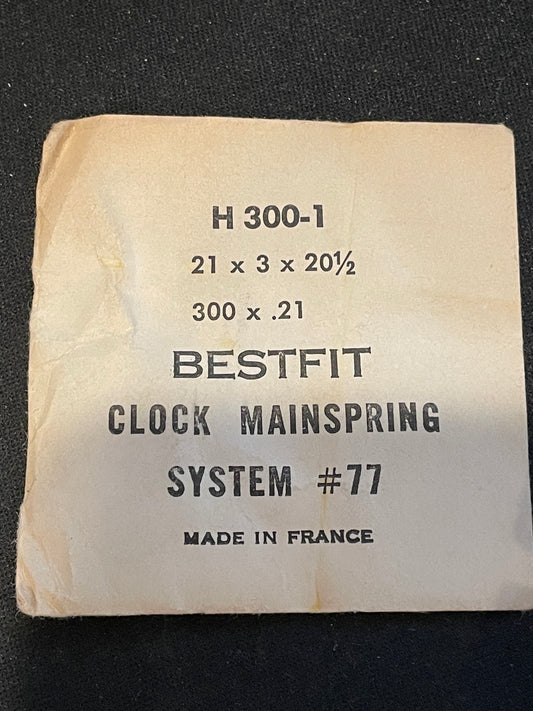 H 300-1
21 x 3 x 20½
300 x .21
BESTFIT
CLOCK MAINSPRING
SYSTEM #77
MADE IN FRANCE